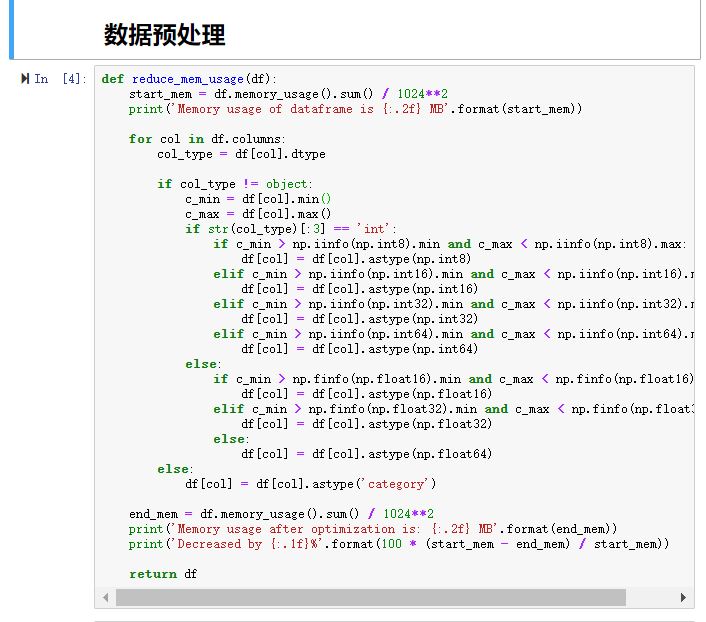 数据预处理
In [4]:
def reduce_mem_usage(df):
    start_mem = df.memory_usage().sum() / 1024**2
    print('Memory usage of dataframe is {:.2f} MB'.format(start_mem))

    for col in df.columns:
        col_type = df[col].dtype

        if col_type != object:
            c_min = df[col].min()
            c_max = df[col].max()
            if str(col_type)[:3] == 'int':
                if c_min > np.iinfo(np.int8).min and c_max < np.iinfo(np.int8).max:
                    df[col] = df[col].astype(np.int8)
                elif c_min > np.iinfo(np.int16).min and c_max < np.iinfo(np.int16).
                    df[col] = df[col].astype(np.int16)
                elif c_min > np.iinfo(np.int32).min and c_max < np.iinfo(np.int32).
                    df[col] = df[col].astype(np.int32)
                elif c_min > np.iinfo(np.int64).min and c_max < np.iinfo(np.int64).
                    df[col] = df[col].astype(np.int64)
            else:
                if c_min > np.finfo(np.float16).min and c_max < np.finfo(np.float16)
                    df[col] = df[col].astype(np.float16)
                elif c_min > np.finfo(np.float32).min and c_max < np.finfo(np.float
                    df[col] = df[col].astype(np.float32)
                else:
                    df[col] = df[col].astype(np.float64)
        else:
            df[col] = df[col].astype('category')

    end_mem = df.memory_usage().sum() / 1024**2
    print('Memory usage after optimization is: {:.2f} MB'.format(end_mem))
    print('Decreased by {:.1f}%'.format(100 * (start_mem - end_mem) / start_mem))

    return df